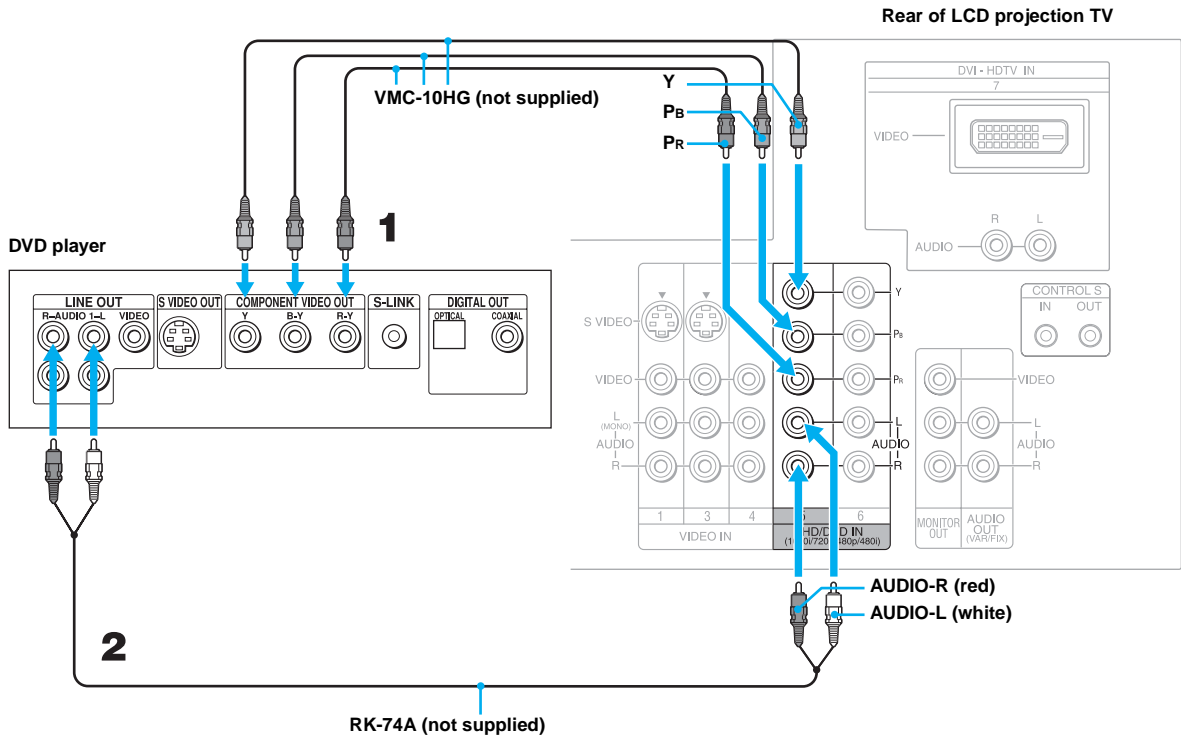 Rear of LCD projection TV
DVI - HDTV IN
7
VIDEO
R L
AUDIO
VMC-10HG (not supplied)
Y
PB
PR
1
DVD player
LINE OUT
R–AUDIO 1–L VIDEO
S VIDEO OUT
COMPONENT VIDEO OUT
Y B-Y R-Y
S-LINK
DIGITAL OUT
OPTICAL COAXIAL
S VIDEO
VIDEO
L
(MONO)
AUDIO
R
1 3 4
VIDEO IN
Y
PB
PR
L
AUDIO
R
6
CONTROL S
IN OUT
VIDEO
L
AUDIO
R
MONITOR
OUT
AUDIO
OUT
(VAR/FIX)
AUDIO-R (red)
AUDIO-L (white)
2
RK-74A (not supplied)